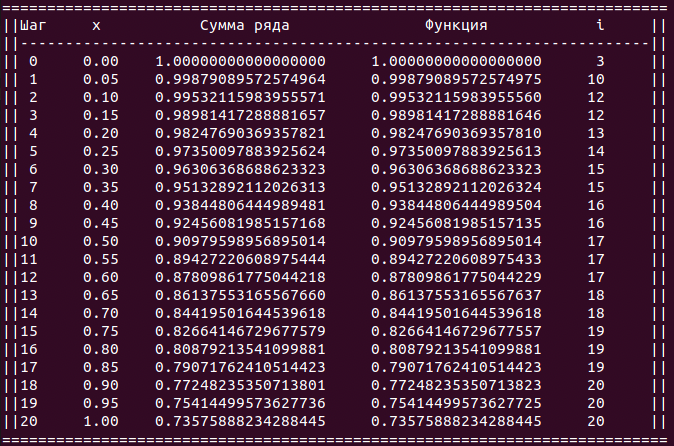 ====================================================================
||Шаг x Сумма ряда Функция i ||
||--------------------------------------------------------------------||
|| 0 0.00 1.00000000000000000 1.00000000000000000 3 ||
|| 1 0.05 0.99879089572574964 0.99879089572574975 10 ||
|| 2 0.10 0.99532115983955571 0.99532115983955560 12 ||
|| 3 0.15 0.98981417288881657 0.98981417288881646 12 ||
|| 4 0.20 0.98247690369357821 0.98247690369357810 13 ||
|| 5 0.25 0.97350097883925624 0.97350097883925613 14 ||
|| 6 0.30 0.96306368688623323 0.96306368688623323 15 ||
|| 7 0.35 0.95132892112026313 0.95132892112026324 15 ||
|| 8 0.40 0.93844806444989481 0.93844806444989504 16 ||
|| 9 0.45 0.92456081985157168 0.92456081985157135 16 ||
||10 0.50 0.90979598956895014 0.90979598956895014 17 ||
||11 0.55 0.89427220608975444 0.89427220608975433 17 ||
||12 0.60 0.87809861775044218 0.87809861775044229 17 ||
||13 0.65 0.86137553165567660 0.86137553165567637 18 ||
||14 0.70 0.84419501644539618 0.84419501644539618 18 ||
||15 0.75 0.82664146729677579 0.82664146729677557 19 ||
||16 0.80 0.80879213541099881 0.80879213541099881 19 ||
||17 0.85 0.79071762410514423 0.79071762410514423 19 ||
||18 0.90 0.77248235350713801 0.77248235350713823 20 ||
||19 0.95 0.75414499573627736 0.75414499573627725 20 ||
||20 1.00 0.73575888234288445 0.73575888234288445 20 ||
====================================================================